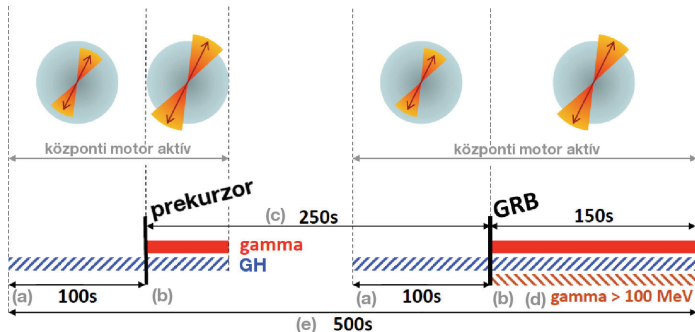 központi motor aktív
központi motor aktív
prekurzor
GRB
(c) 250s
150s
gamma
GH
(a) 100s (b)
(a) 100s (b) (d) gamma > 100 MeV
(e) 500s